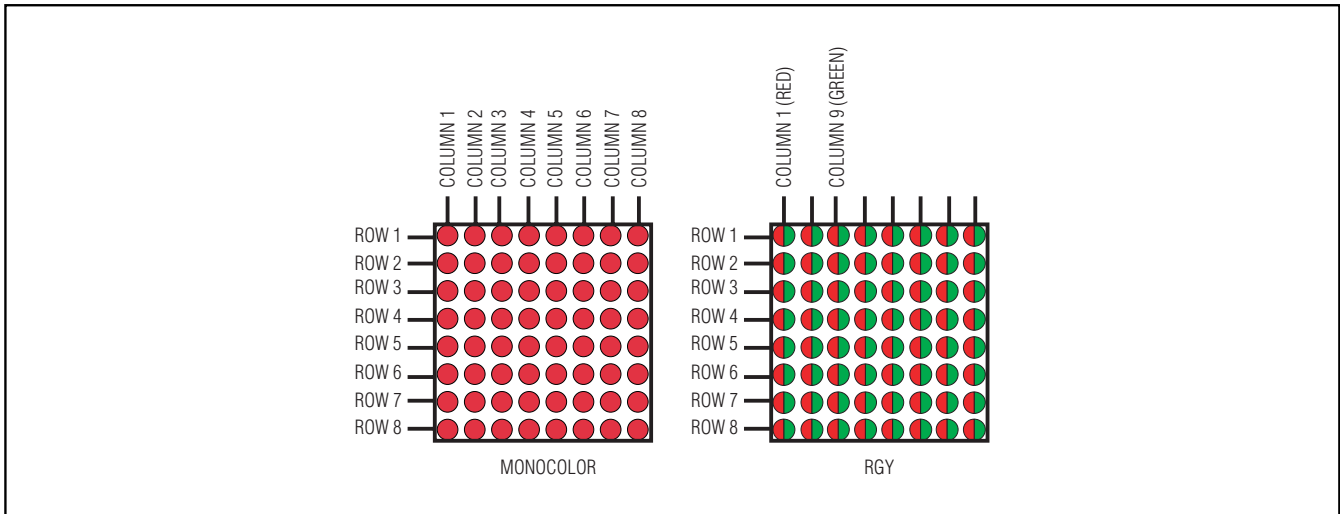 COLUMN 1
COLUMN 2
COLUMN 3
COLUMN 4
COLUMN 5
COLUMN 6
COLUMN 7
COLUMN 8
ROW 1
ROW 2
ROW 3
ROW 4
ROW 5
ROW 6
ROW 7
ROW 8
MONOCOLOR
COLUMN 1 (RED)
COLUMN 9 (GREEN)
ROW 1
ROW 2
ROW 3
ROW 4
ROW 5
ROW 6
ROW 7
ROW 8
RGY